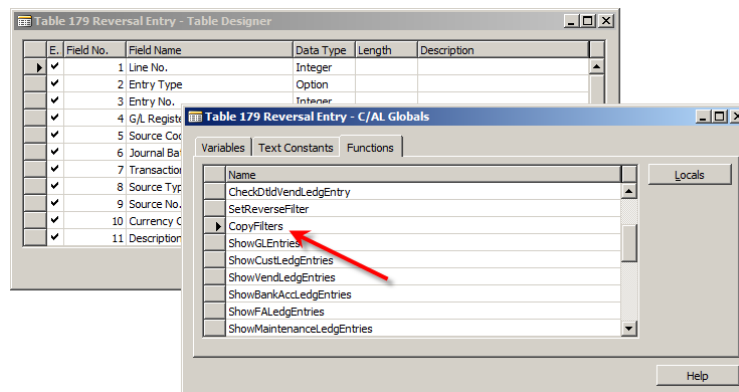 Table 179 Reversal Entry - Table Designer
E. Field No. Field Name Data Type Length Description
1 Line No. Integer
2 Entry Type Option
3 Entry No. Integer
4 G/L Registe
5 Source Cod
6 Journal Ba
7 Transaction
8 Source Typ
9 Source No.
10 Currency C
11 Description
Table 179 Reversal Entry - C/AL Globals
Variables Text Constants Functions
Name
Locals
CheckDtldVendLedgEntry
SetReverseFilter
CopyFilters
ShowGLEntries
ShowCustLedgEntries
ShowVendLedgEntries
ShowBankAccLedgEntries
ShowFALedgEntries
ShowMaintenanceLedgEntries
Help